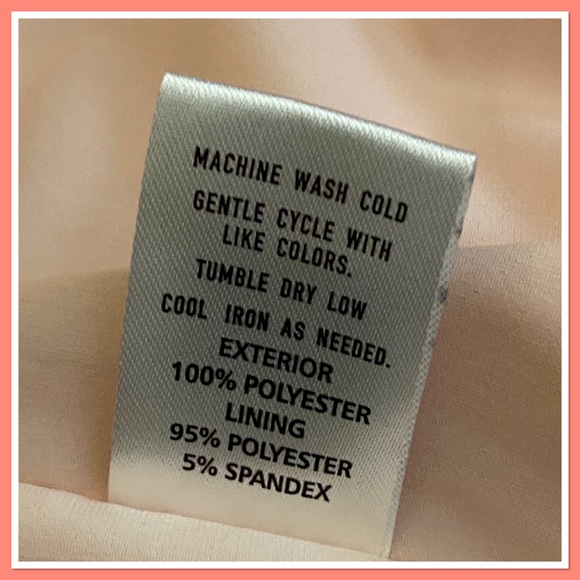 MACHINE WASH COLD
GENTLE CYCLE WITH
LIKE COLORS.
TUMBLE DRY LOW
COOL IRON AS NEEDED.
EXTERIOR
100% POLYESTER
LINING
95% POLYESTER
5% SPANDEX